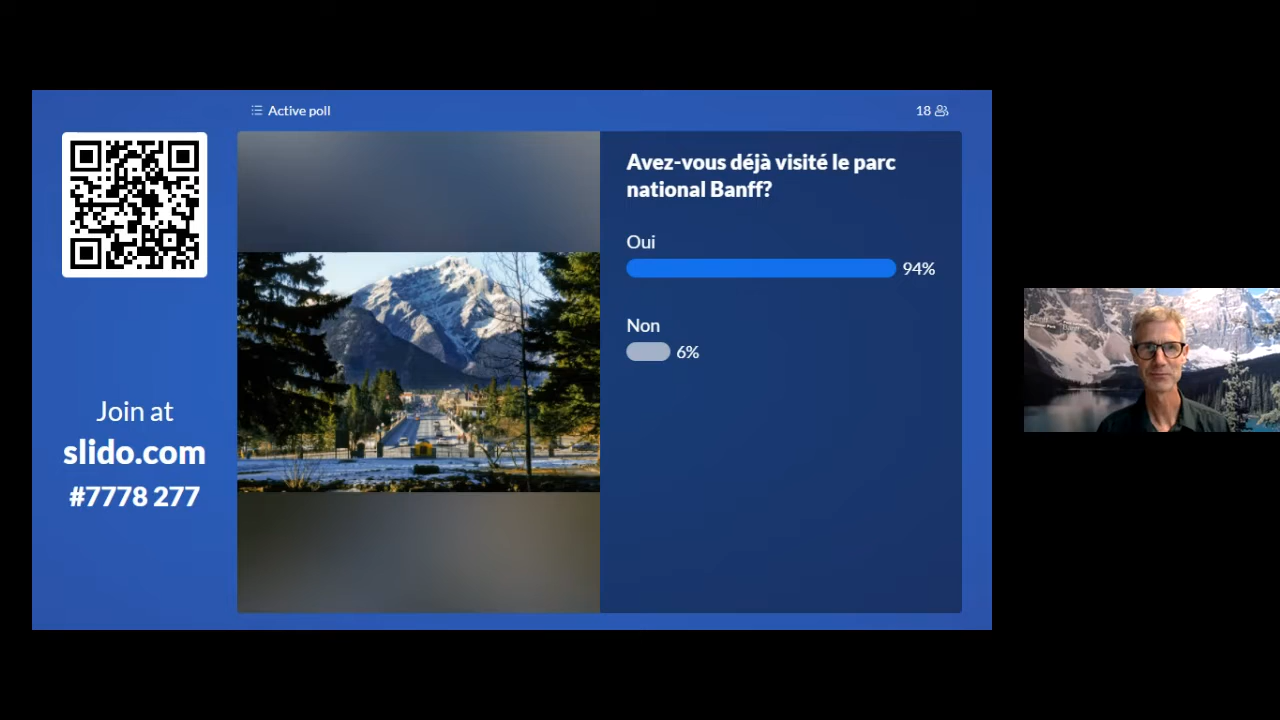 Active poll
18
Avez-vous déjà visité le parc
national Banff?
Oui
94%
Non
6%
Join at
slido.com
#7778 277